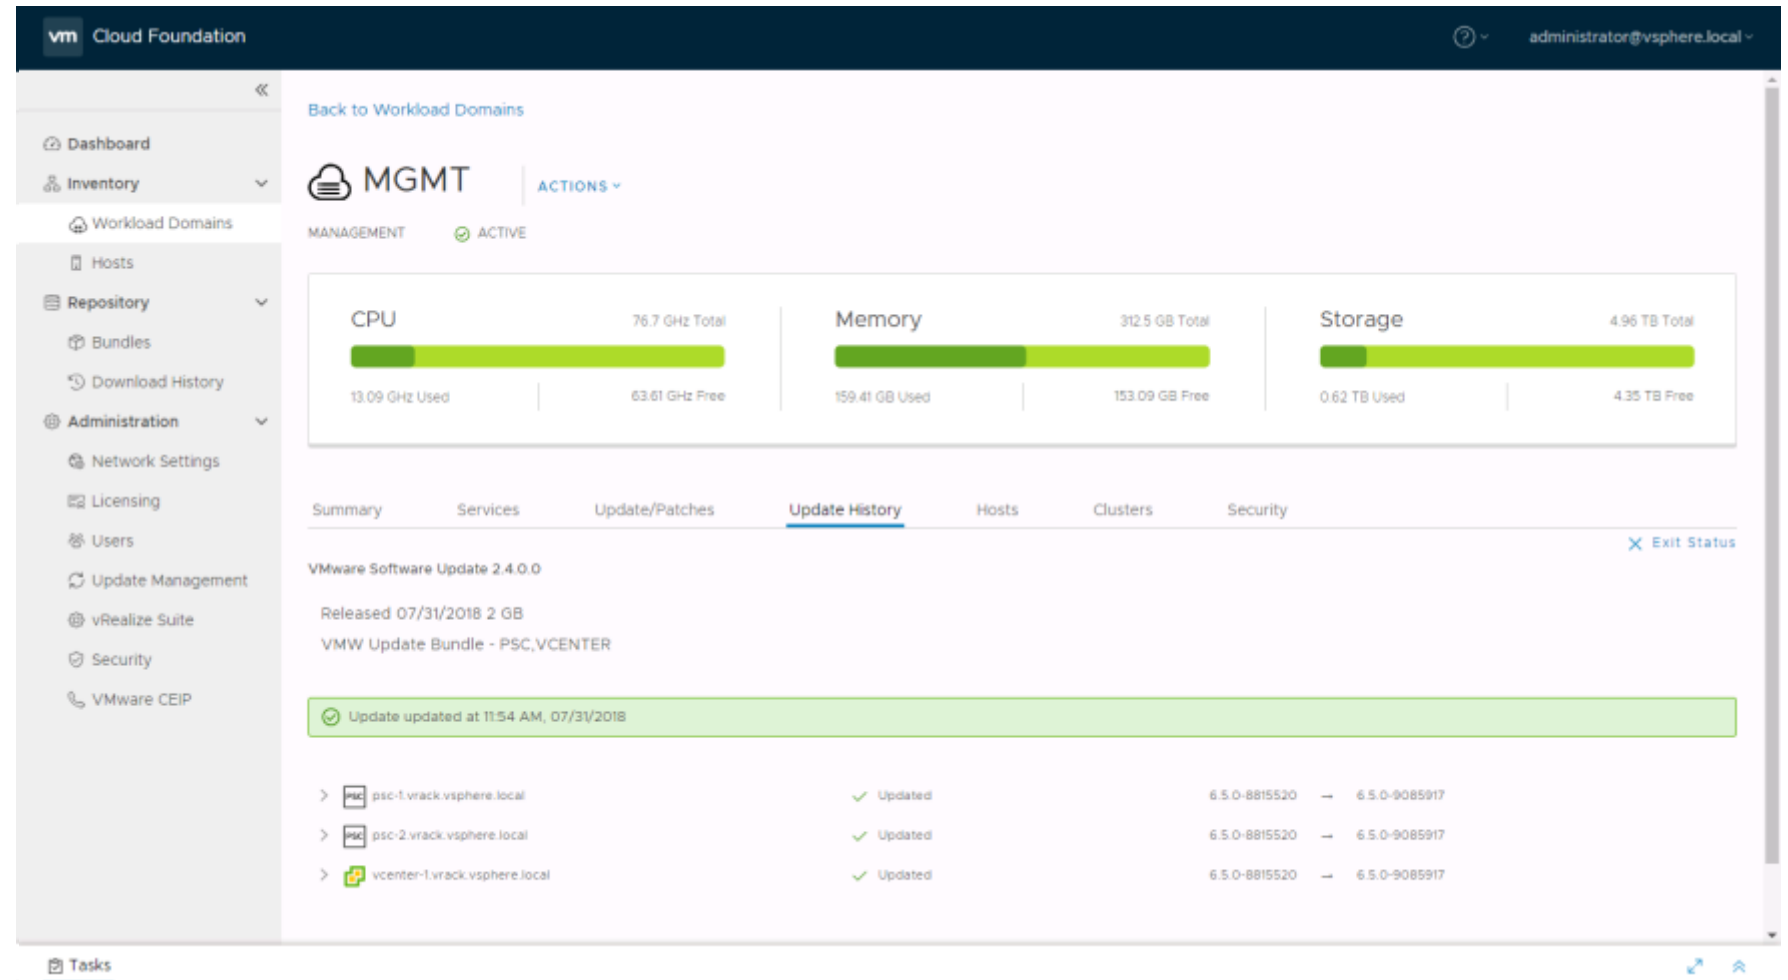 vm Cloud Foundation
administrator@vsphere.local
Dashboard
Inventory
Workload Domains
Hosts
Repository
Bundles
Download History
Administration
Network Settings
Licensing
Users
Update Management
vRealize Suite
Security
VMware CEIP
Back to Workload Domains
MGMT ACTIONS
MANAGEMENT ACTIVE
CPU 76.7 GHz Total
13.09 GHz Used 63.61 GHz Free
Memory 312.5 GB Total
159.41 GB Used 153.09 GB Free
Storage 4.96 TB Total
0.62 TB Used 4.35 TB Free
Summary Services Update/Patches Update History Hosts Clusters Security
Exit Status
VMware Software Update 2.4.0.0
Released 07/31/2018 2 GB
VMW Update Bundle - PSC,VCENTER
Update updated at 11:54 AM, 07/31/2018
PSC psc-1.vrack.vsphere.local Updated 6.5.0-8815520 → 6.5.0-9085917
PSC psc-2.vrack.vsphere.local Updated 6.5.0-8815520 → 6.5.0-9085917
vcenter-1.vrack.vsphere.local Updated 6.5.0-8815520 → 6.5.0-9085917
Tasks